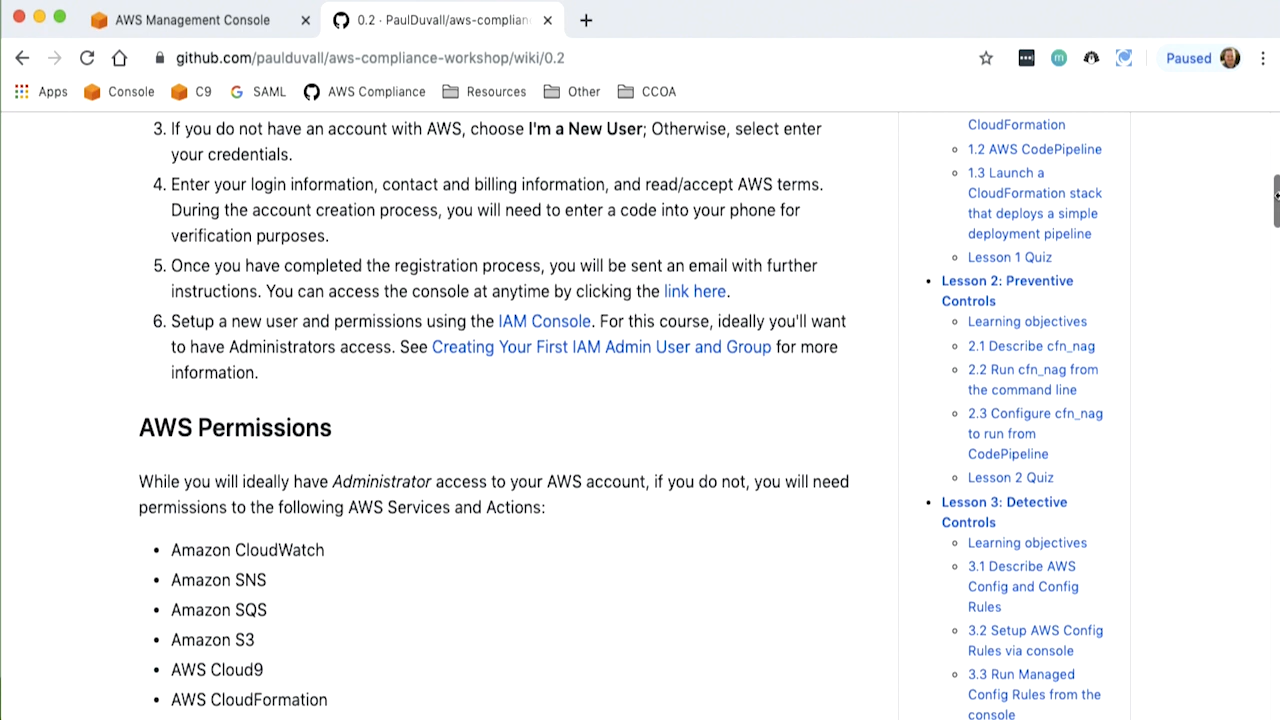 AWS Management Console
0.2 · PaulDuvall/aws-complian
github.com/paulduvall/aws-compliance-workshop/wiki/0.2
Paused
Apps
Console
C9
SAML
AWS Compliance
Resources
Other
CCOA
3. If you do not have an account with AWS, choose I'm a New User; Otherwise, select enter
your credentials.
4. Enter your login information, contact and billing information, and read/accept AWS terms.
During the account creation process, you will need to enter a code into your phone for
verification purposes.
5. Once you have completed the registration process, you will be sent an email with further
instructions. You can access the console at anytime by clicking the link here.
6. Setup a new user and permissions using the IAM Console. For this course, ideally you'll want
to have Administrators access. See Creating Your First IAM Admin User and Group for more
information.
AWS Permissions
While you will ideally have Administrator access to your AWS account, if you do not, you will need
permissions to the following AWS Services and Actions:
• Amazon CloudWatch
• Amazon SNS
• Amazon SQS
• Amazon S3
• AWS Cloud9
• AWS CloudFormation
CloudFormation
1.2 AWS CodePipeline
1.3 Launch a
CloudFormation stack
that deploys a simple
deployment pipeline
Lesson 1 Quiz
• Lesson 2: Preventive
Controls
Learning objectives
2.1 Describe cfn_nag
2.2 Run cfn_nag from
the command line
2.3 Configure cfn_nag
to run from
CodePipeline
Lesson 2 Quiz
• Lesson 3: Detective
Controls
Learning objectives
3.1 Describe AWS
Config and Config
Rules
3.2 Setup AWS Config
Rules via console
3.3 Run Managed
Config Rules from the
console